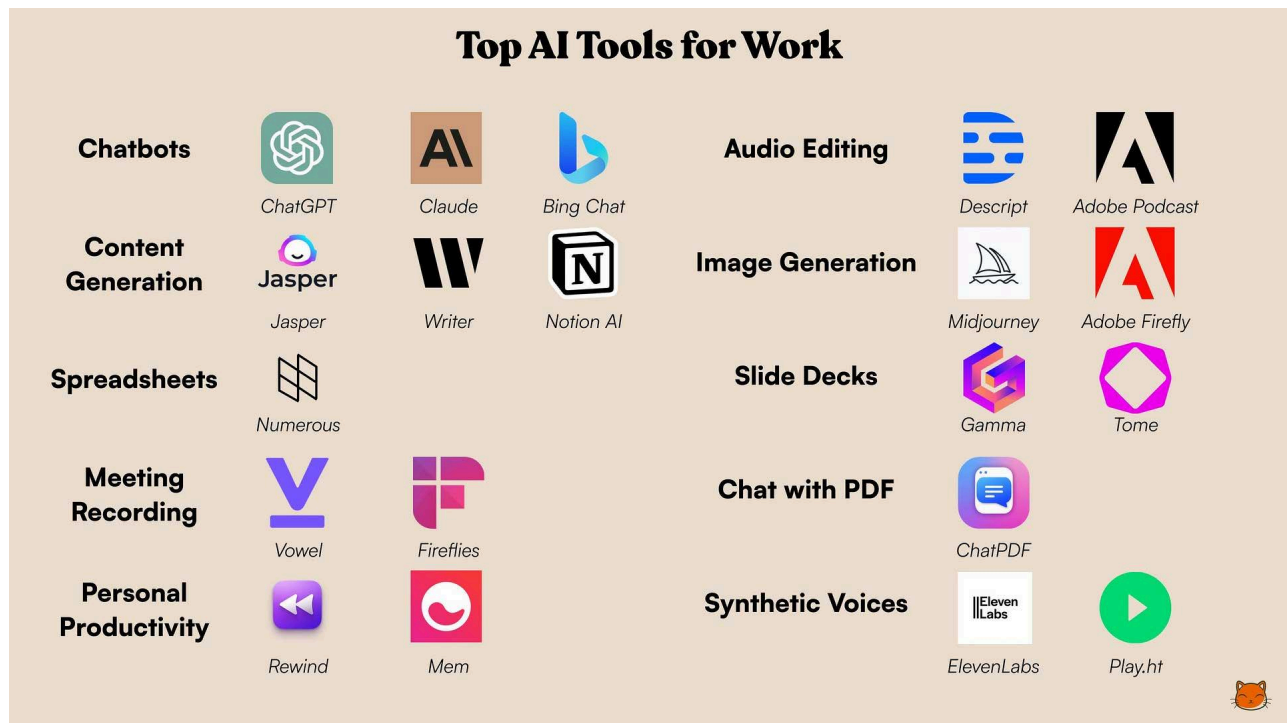 Top AI Tools for Work
Chatbots
AI
ChatGPT
Claude
Bing Chat
Content
Generation
Jasper
N
Jasper
Writer
Notion AI
Spreadsheets
Numerous
Meeting
Recording
Vowel
Fireflies
Personal
Productivity
Rewind
Mem
Audio Editing
Descript
Adobe Podcast
Image Generation
Midjourney
Adobe Firefly
Slide Decks
Gamma
Tome
Chat with PDF
ChatPDF
Synthetic Voices
||Eleven
Labs
ElevenLabs
Play.ht